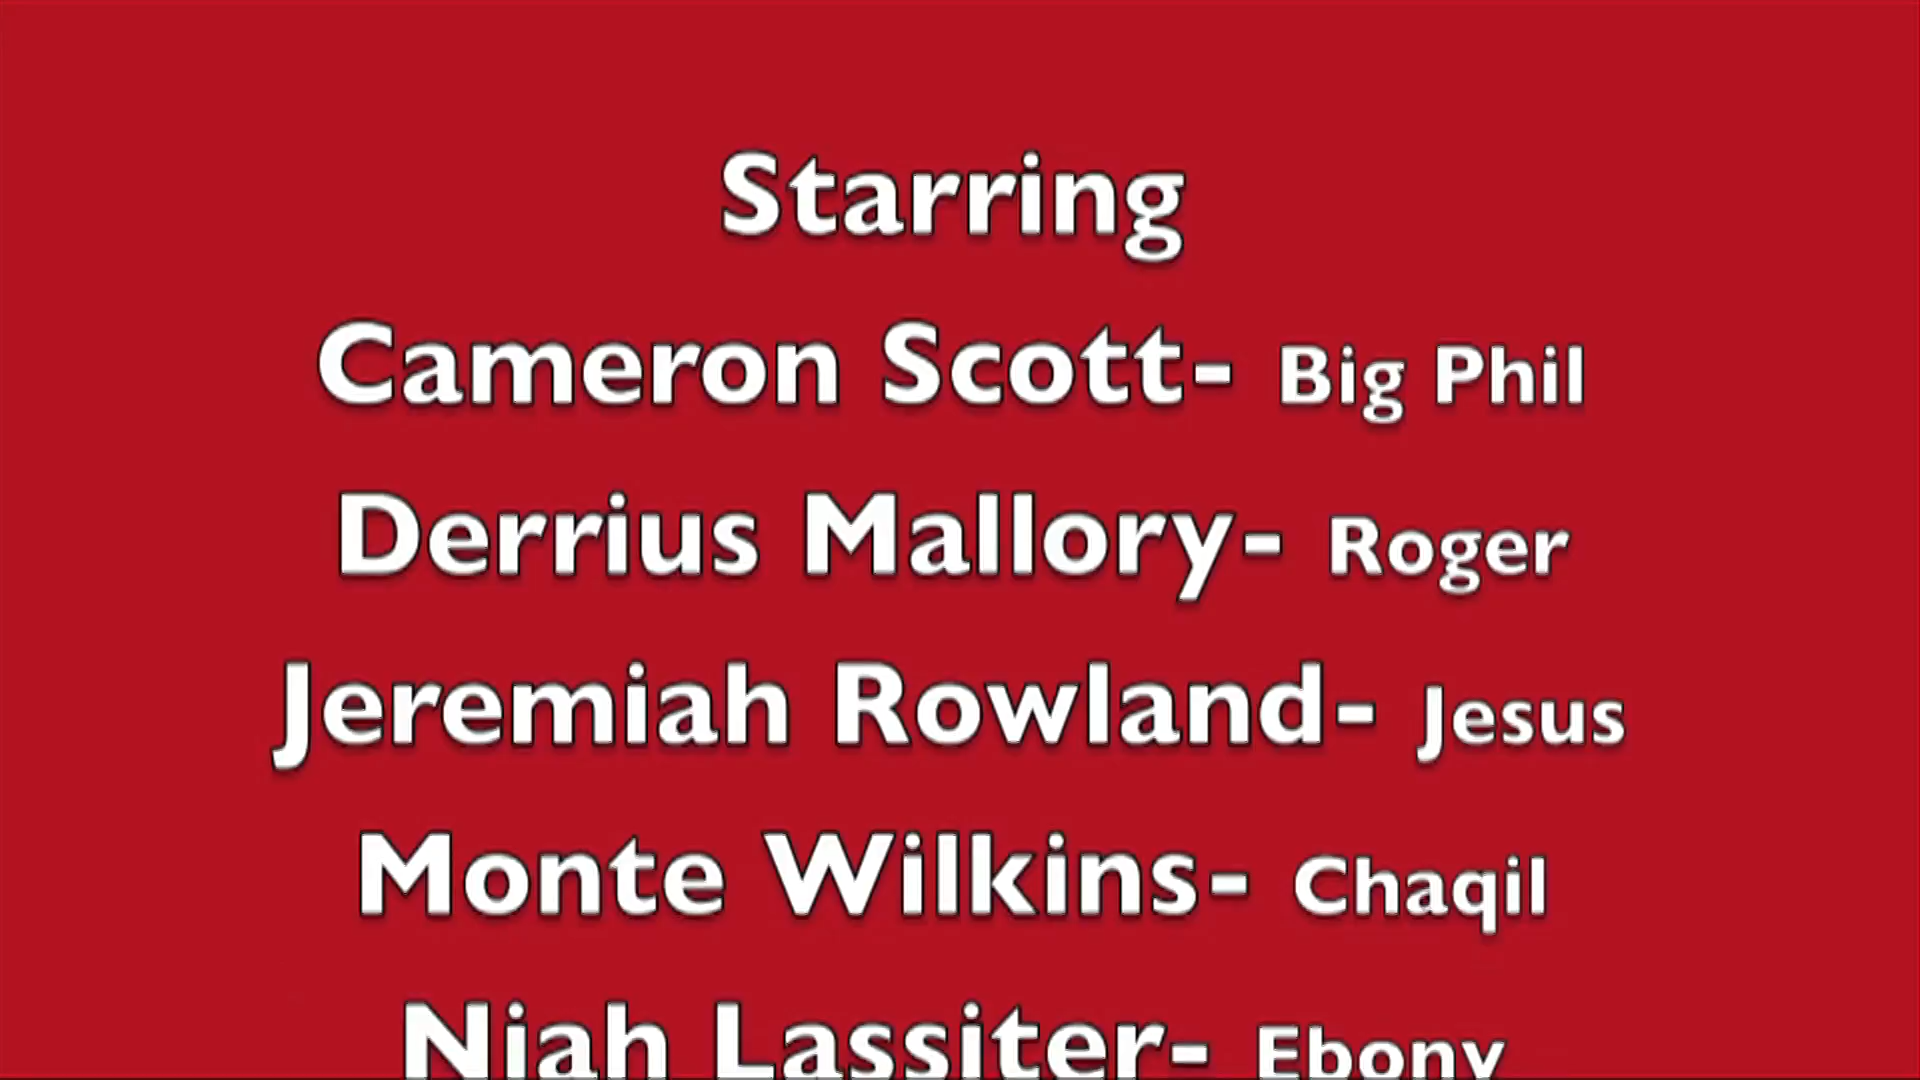 Starring
Cameron Scott- Big Phil
Derrius Mallory- Roger
Jeremiah Rowland- Jesus
Monte Wilkins- Chaqil
Niah Lassiter- Ebony